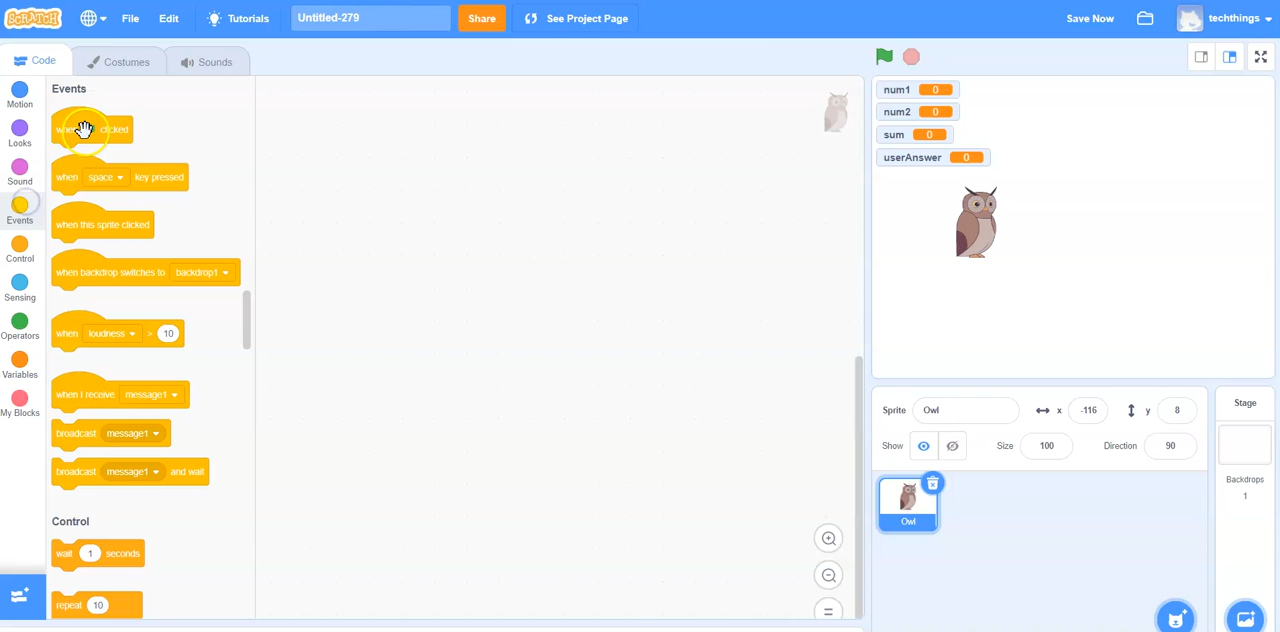 SCRATCH File Edit Tutorials Untitled-279 Share See Project Page Save Now techthings
Code Costumes Sounds
Motion
Looks
Sound
Events
Control
Sensing
Operators
Variables
My Blocks
Events
when clicked
when space key pressed
when this sprite clicked
when backdrop switches to backdrop1
when loudness > 10
when I receive message1
broadcast message1
broadcast message1 and wait
Control
wait 1 seconds
repeat 10
num1 0
num2 0
sum 0
userAnswer 0
Sprite Owl x -116 y 8
Show Size 100 Direction 90
Owl
Stage
Backdrops
1